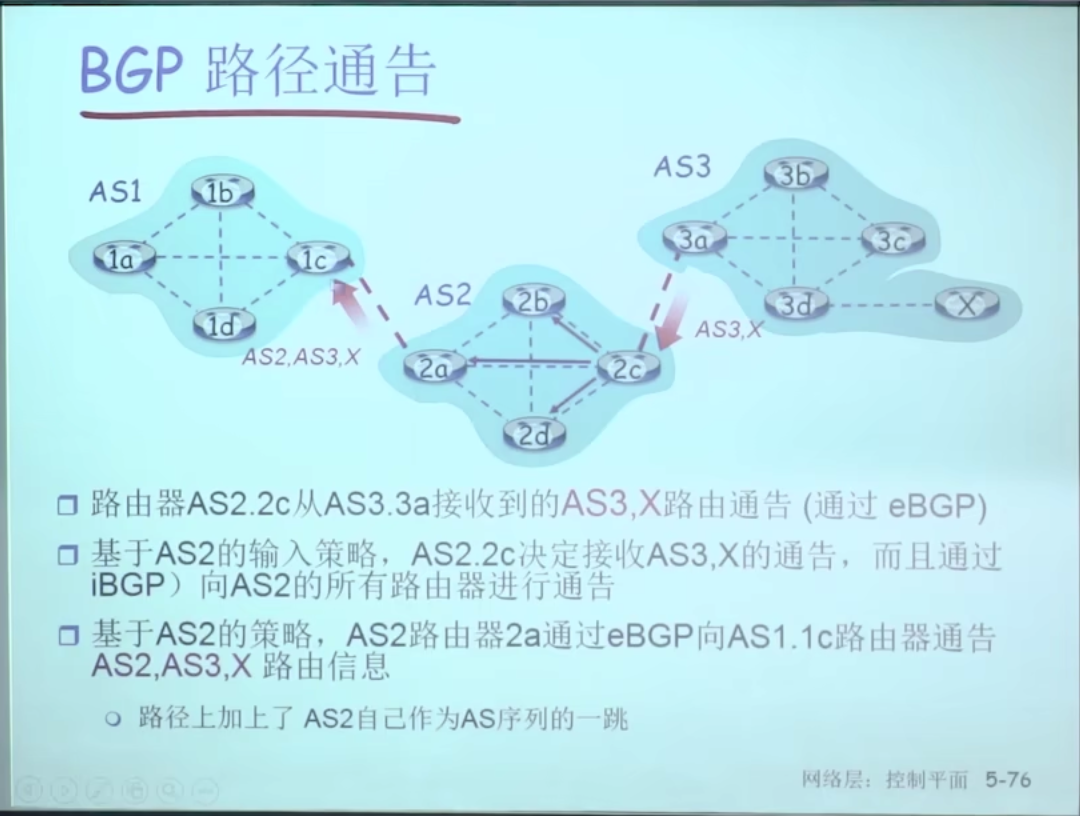 BGP 路径通告
AS1
1b
1a
1c
1d
AS2,AS3,X
AS2
2b
2a
2c
2d
AS3
3b
3a
3c
3d
X
AS3,X
路由器AS2.2c从AS3.3a接收到的AS3,X路由通告 (通过 eBGP)
基于AS2的输入策略，AS2.2c决定接收AS3,X的通告，而且通过
iBGP）向AS2的所有路由器进行通告
基于AS2的策略，AS2路由器2a通过eBGP向AS1.1c路由器通告
AS2,AS3,X 路由信息
路径上加上了 AS2自己作为AS序列的一跳
网络层：控制平面 5-76